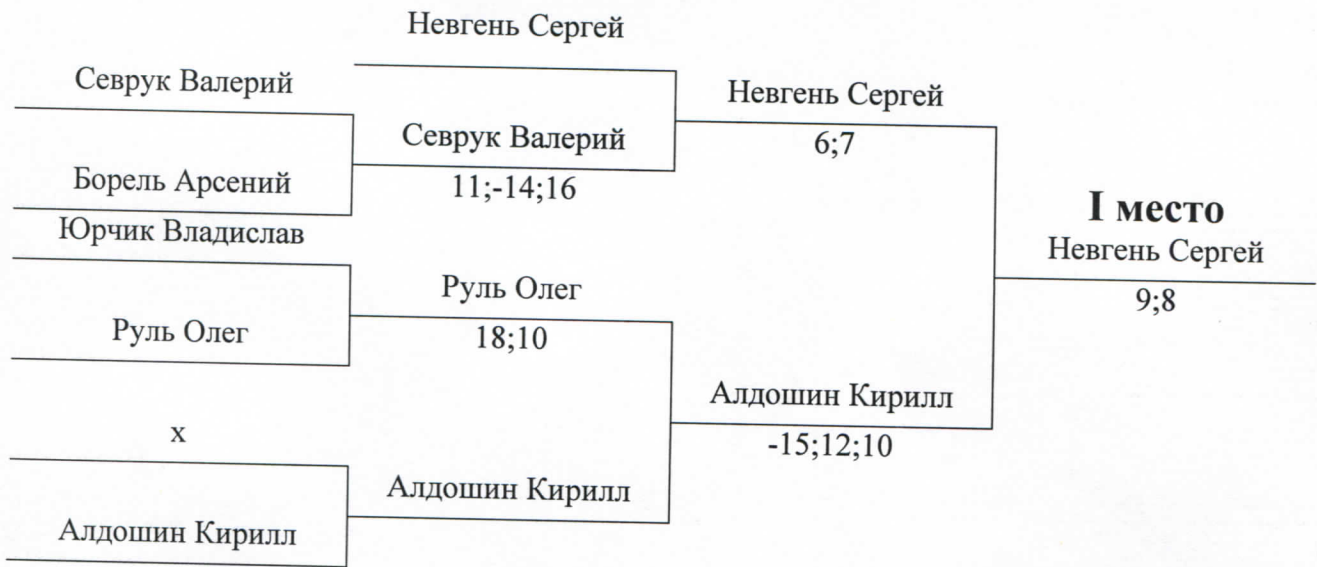 Невгень Сергей
Севрук Валерий
Невгень Сергей
Севрук Валерий
6;7
Борель Арсений
11;-14;16
I место
Юрчик Владислав
Невгень Сергей
Руль Олег
9;8
Руль Олег
18;10
Алдошин Кирилл
х
-15;12;10
Алдошин Кирилл
Алдошин Кирилл